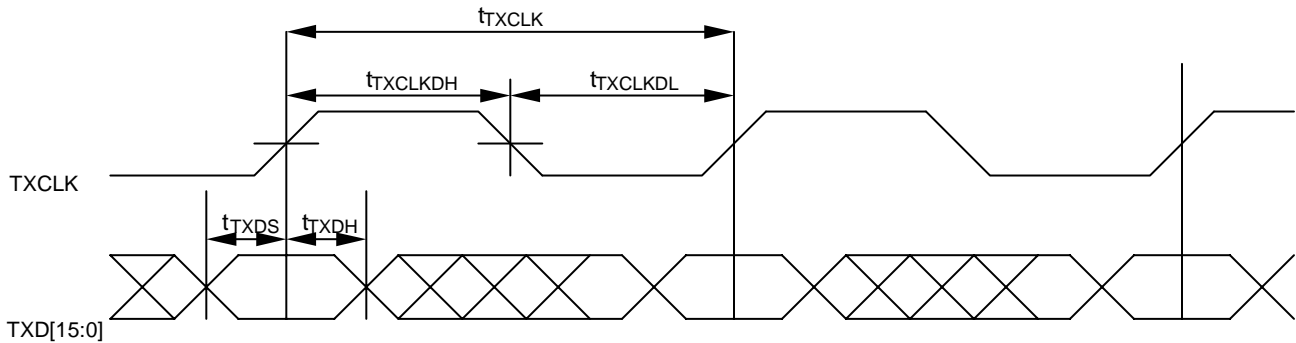 tTXCLK
tTXCLKDH
tTXCLKDL
TXCLK
tTXDS
tTXDH
TXD[15:0]